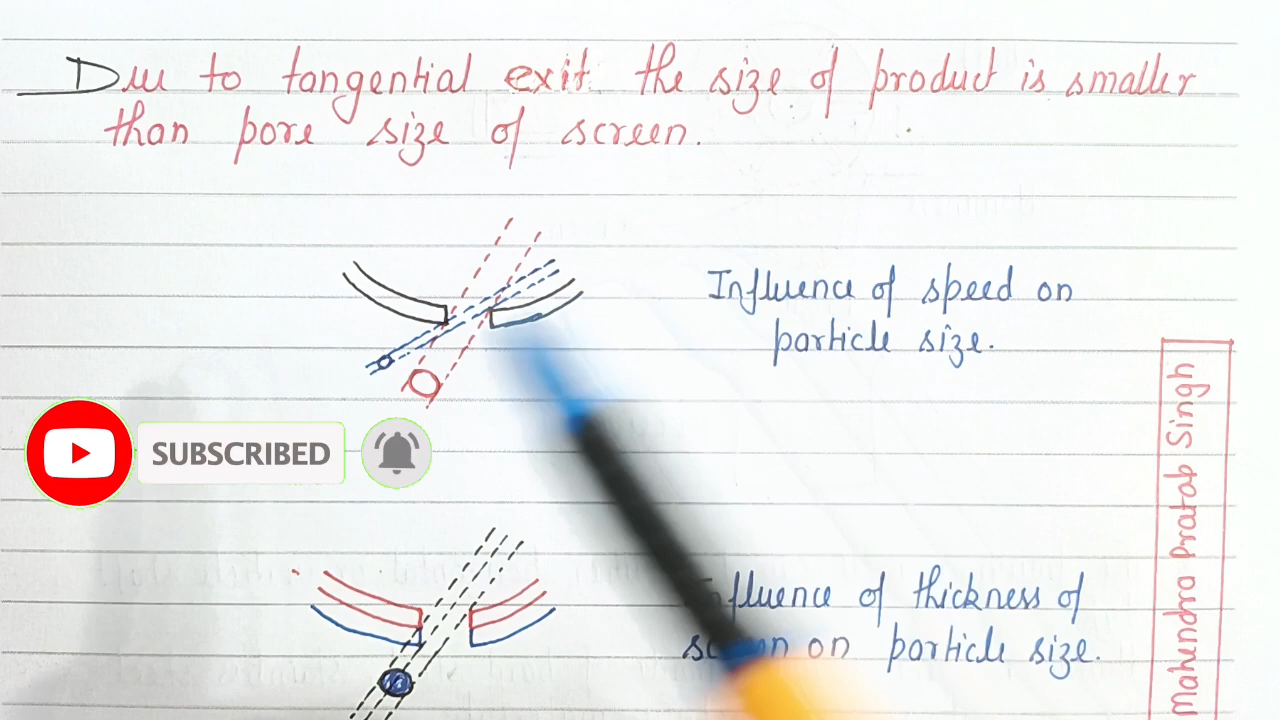 Due to tangential exit the size of product is smaller
than pore size of screen.
Influence of speed on
particle size.
SUBSCRIBED
Influence of thickness of
screen on particle size.
Mahendra Pratap Singh